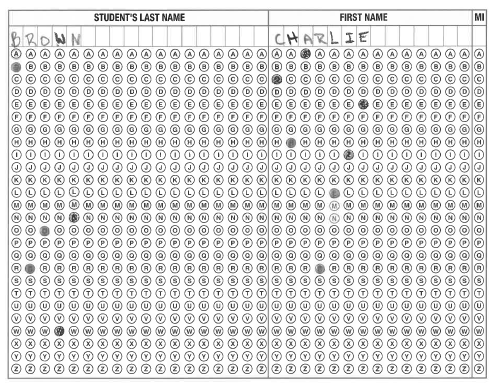 STUDENT'S LAST NAME FIRST NAME MI
BROWN CHARLIE
A A A A A A A A A A A A A A A A A A A A A A A A A A A A A A A A
B B B B B B B B B B B B B B B B B B B B B B B B B B B B B B B B
C C C C C C C C C C C C C C C C C C C C C C C C C C C C C C C C
D D D D D D D D D D D D D D D D D D D D D D D D D D D D D D D D D
E E E E E E E E E E E E E E E E E E E E E E E E E E E E E E E E
F F F F F F F F F F F F F F F F F F F F F F F F F F F F F F F F F
G G G G G G G G G G G G G G G G G G G G G G G G G G G G G G G G G
H H H H H H H H H H H H H H H H H H H H H H H H H H H H H H H H
I I I I I I I I I I I I I I I I I I I I I I I I I I I I I I I I
J J J J J J J J J J J J J J J J J J J J J J J J J J J J J J J J J
K K K K K K K K K K K K K K K K K K K K K K K K K K K K K K K K K
L L L L L L L L L L L L L L L L L L L L L L L L L L L L L L L L
M M M M M M M M M M M M M M M M M M M M M M M M M M M M M M M M M
N N N N N N N N N N N N N N N N N N N N N N N N N N N N N N N N
O O O O O O O O O O O O O O O O O O O O O O O O O O O O O O O O
P P P P P P P P P P P P P P P P P P P P P P P P P P P P P P P P P
Q Q Q Q Q Q Q Q Q Q Q Q Q Q Q Q Q Q Q Q Q Q Q Q Q Q Q Q Q Q Q Q Q
R R R R R R R R R R R R R R R R R R R R R R R R R R R R R R R
S S S S S S S S S S S S S S S S S S S S S S S S S S S S S S S S S
T T T T T T T T T T T T T T T T T T T T T T T T T T T T T T T T T
U U U U U U U U U U U U U U U U U U U U U U U U U U U U U U U U U
V V V V V V V V V V V V V V V V V V V V V V V V V V V V V V V V V
W W W W W W W W W W W W W W W W W W W W W W W W W W W W W W W W
X X X X X X X X X X X X X X X X X X X X X X X X X X X X X X X X X
Y Y Y Y Y Y Y Y Y Y Y Y Y Y Y Y Y Y Y Y Y Y Y Y Y Y Y Y Y Y Y Y Y
Z Z Z Z Z Z Z Z Z Z Z Z Z Z Z Z Z Z Z Z Z Z Z Z Z Z Z Z Z Z Z Z Z